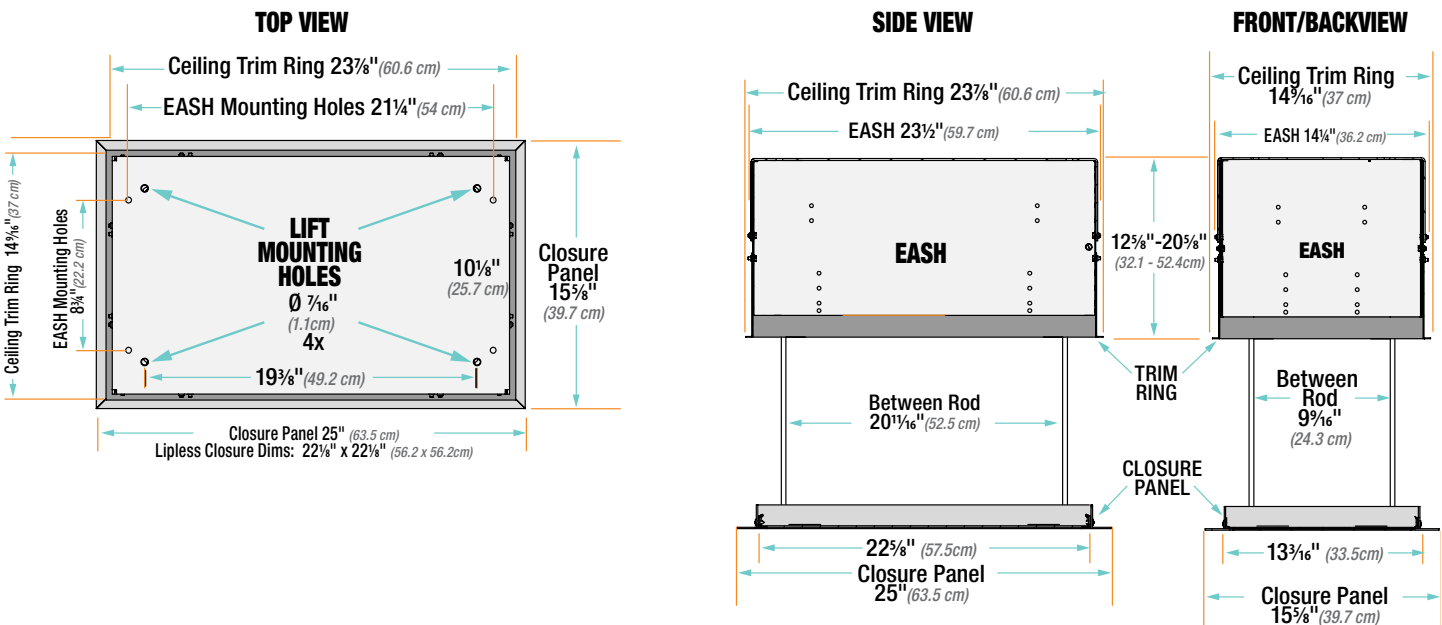 TOP VIEW
Ceiling Trim Ring 23⅞" (60.6 cm)
EASH Mounting Holes 21¼" (54 cm)
Ceiling Trim Ring 14⁹⁄₁₆" (37 cm)
EASH Mounting Holes
8¾" (22.2 cm)
LIFT
MOUNTING
HOLES
Ø ⁷⁄₁₆"
(1.1cm)
4x
10⅛"
(25.7 cm)
19⅜" (49.2 cm)
Closure
Panel
15⅝"
(39.7 cm)
Closure Panel 25" (63.5 cm)
Lipless Closure Dims: 22⅛" x 22⅛" (56.2 x 56.2cm)
SIDE VIEW
Ceiling Trim Ring 23⅞" (60.6 cm)
EASH 23½" (59.7 cm)
EASH
12⅝"-20⅝"
(32.1 - 52.4cm)
TRIM
RING
Between Rod
20¹¹⁄₁₆" (52.5 cm)
CLOSURE
PANEL
22⅝" (57.5cm)
Closure Panel
25" (63.5 cm)
FRONT/BACKVIEW
Ceiling Trim Ring
14⁹⁄₁₆" (37 cm)
EASH 14¼" (36.2 cm)
EASH
Between
Rod
9⁹⁄₁₆"
(24.3 cm)
13³⁄₁₆" (33.5cm)
Closure Panel
15⅝" (39.7 cm)